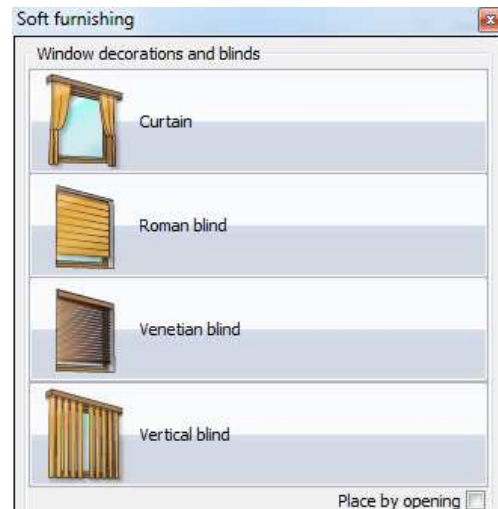 Soft furnishing
Window decorations and blinds
Curtain
Roman blind
Venetian blind
Vertical blind
Place by opening